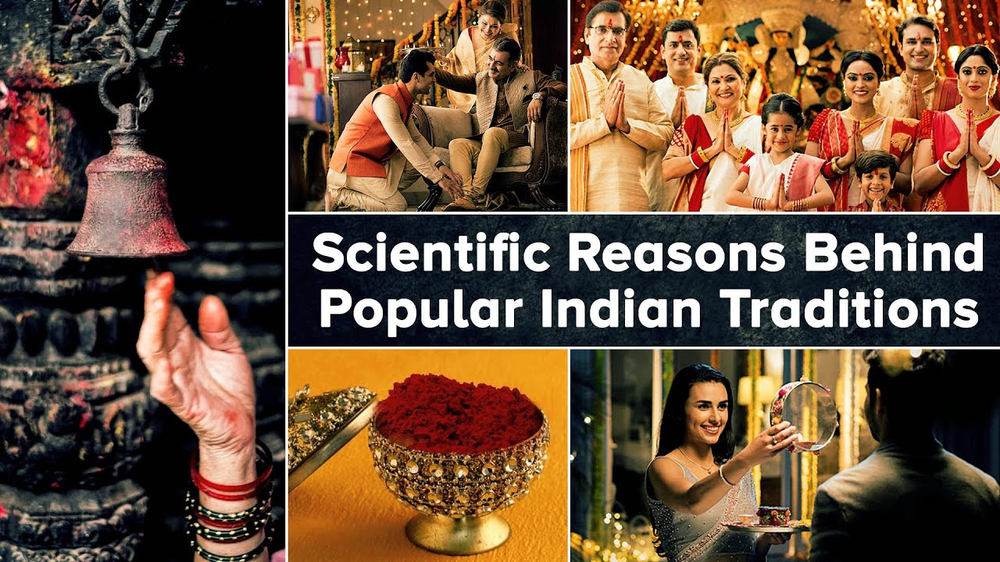 Scientific Reasons Behind
Popular Indian Traditions